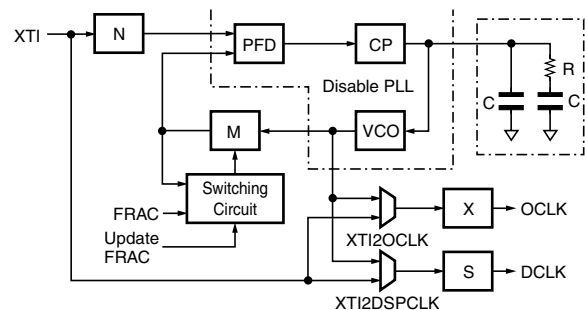 XTI
N
PFD
CP
R
Disable PLL
C
C
M
VCO
Switching
Circuit
FRAC
X
OCLK
Update
FRAC
XTI2OCLK
S
DCLK
XTI2DSPCLK